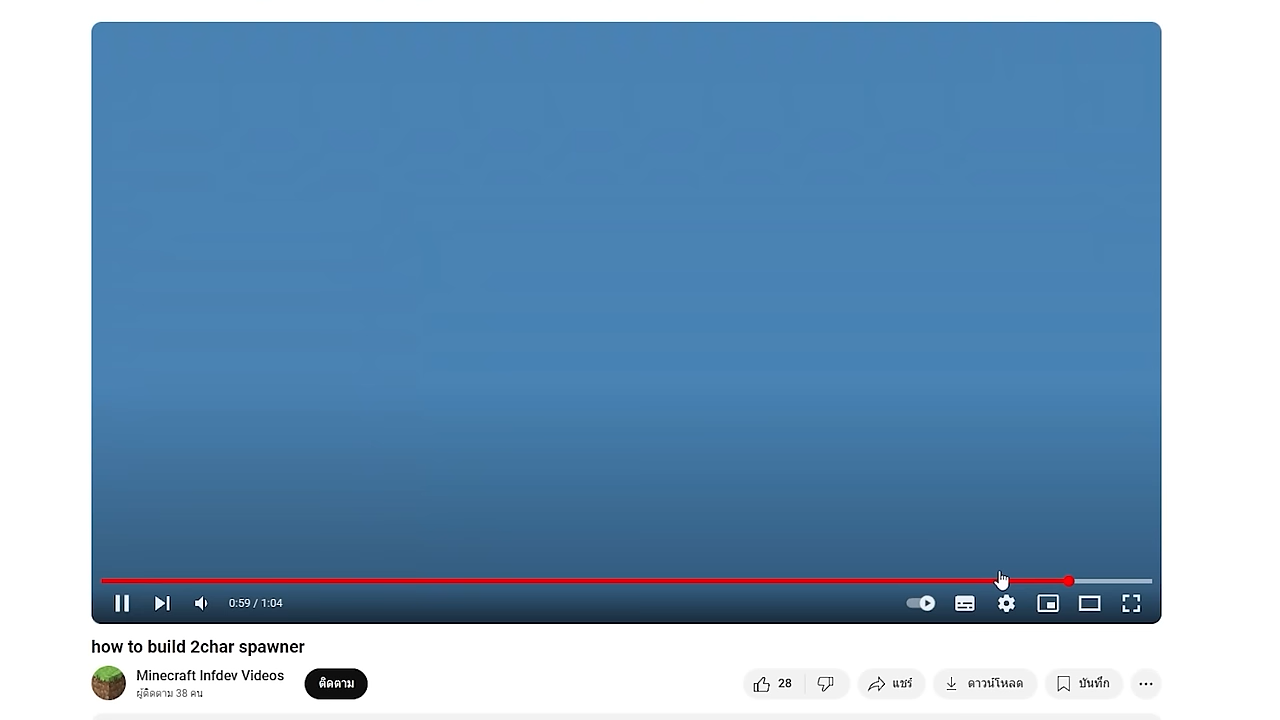 0:59 / 1:04
how to build 2char spawner
Minecraft Infdev Videos
ผู้ติดตาม 38 คน
ติดตาม
28
แชร์
ดาวน์โหลด
บันทึก